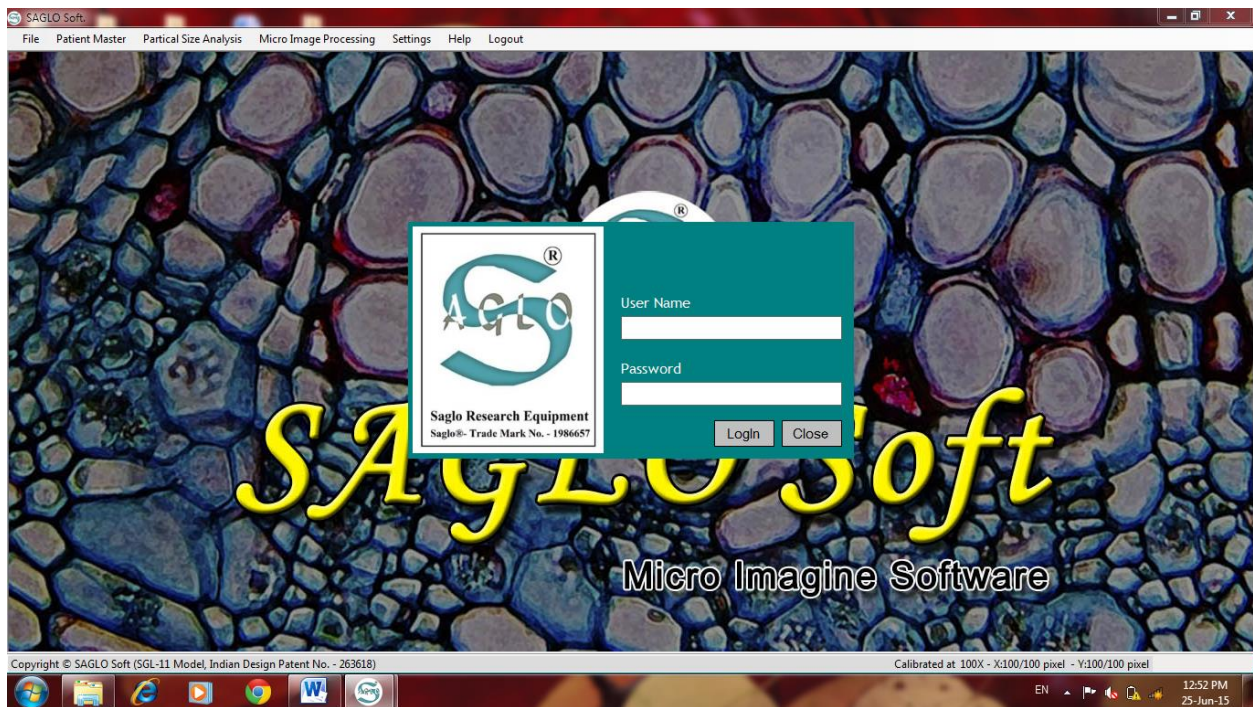 SAGLO Soft.
File Patient Master Partical Size Analysis Micro Image Processing Settings Help Logout
®
®
SAGLO
Saglo Research Equipment
Saglo®- Trade Mark No. - 1986657
User Name
Password
LogIn Close
SAGLO Soft
Micro Imagine Software
Copyright © SAGLO Soft (SGL-11 Model, Indian Design Patent No. - 263618)
Calibrated at 100X - X:100/100 pixel - Y:100/100 pixel
EN
12:52 PM
25-Jun-15